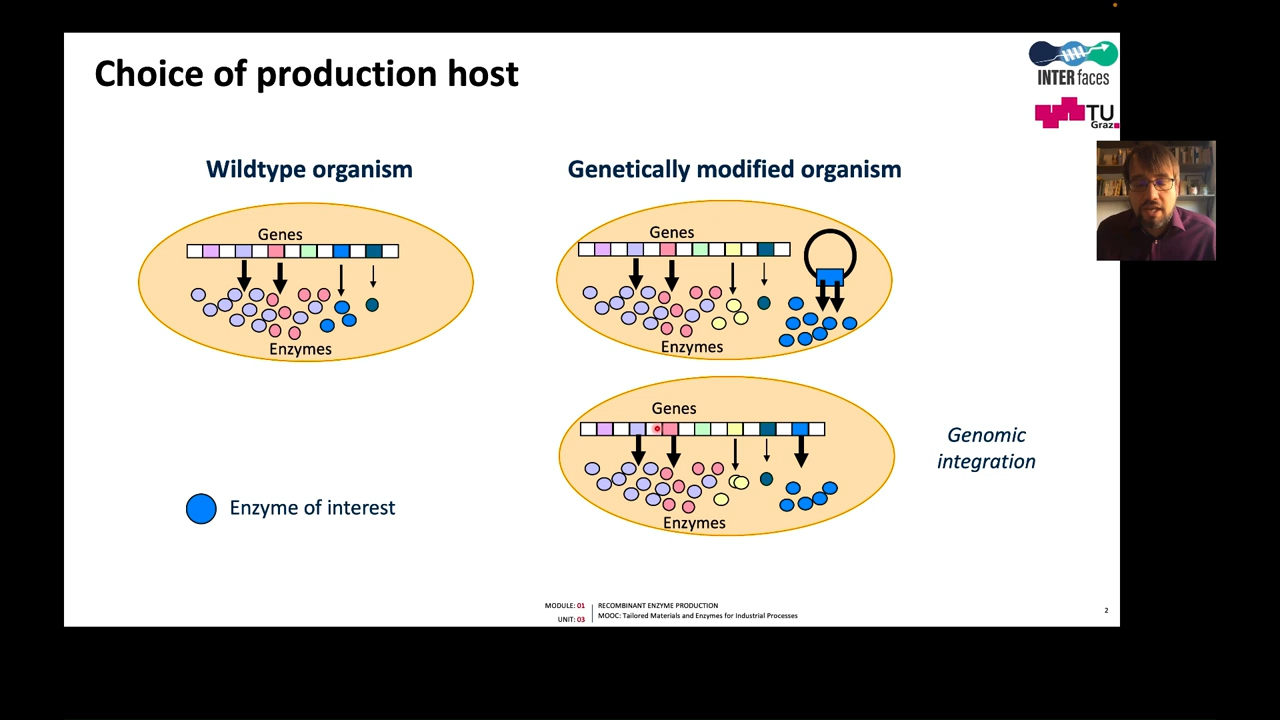 Choice of production host
INTERfaces
TU
Graz
Wildtype organism
Genes
Enzymes
Enzyme of interest
Genetically modified organism
Genes
Enzymes
Genes
Enzymes
Genomic
integration
MODULE: 01
UNIT: 03
RECOMBINANT ENZYME PRODUCTION
MOOC: Tailored Materials and Enzymes for Industrial Processes
2